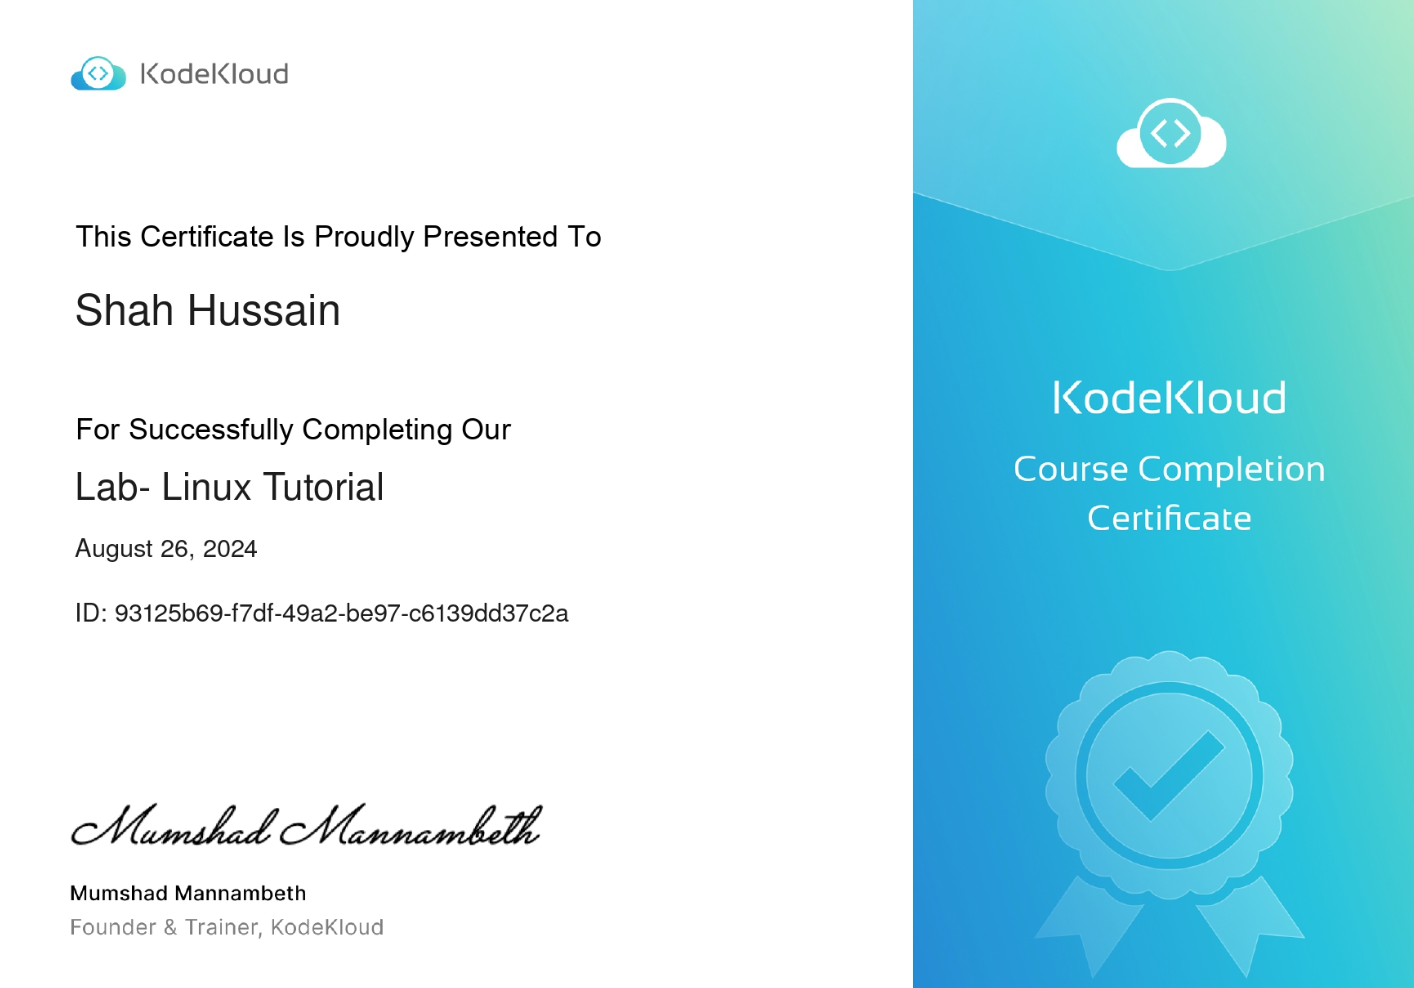 KodeKloud
This Certificate Is Proudly Presented To
Shah Hussain
For Successfully Completing Our
Lab- Linux Tutorial
August 26, 2024
ID: 93125b69-f7df-49a2-be97-c6139dd37c2a
Mumshad Mannambeth
Mumshad Mannambeth
Founder & Trainer, KodeKloud
KodeKloud
Course Completion
Certificate